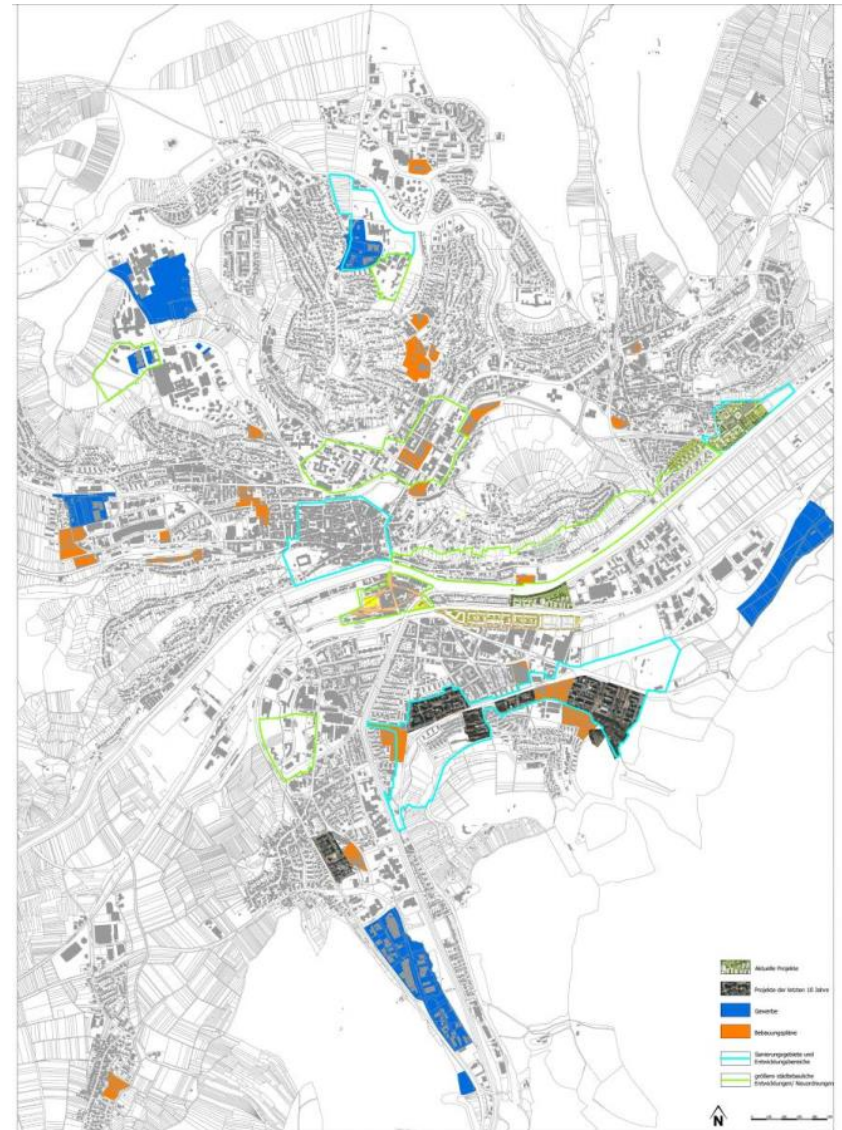 Aktuelle Projekte
Projekte der letzten 10 Jahre
Gewerbe
Bebauungspläne
Sanierungsgebiete und
Entwicklungsbereiche
größere städtebauliche
Entwicklungen/ Neuordnungen
N